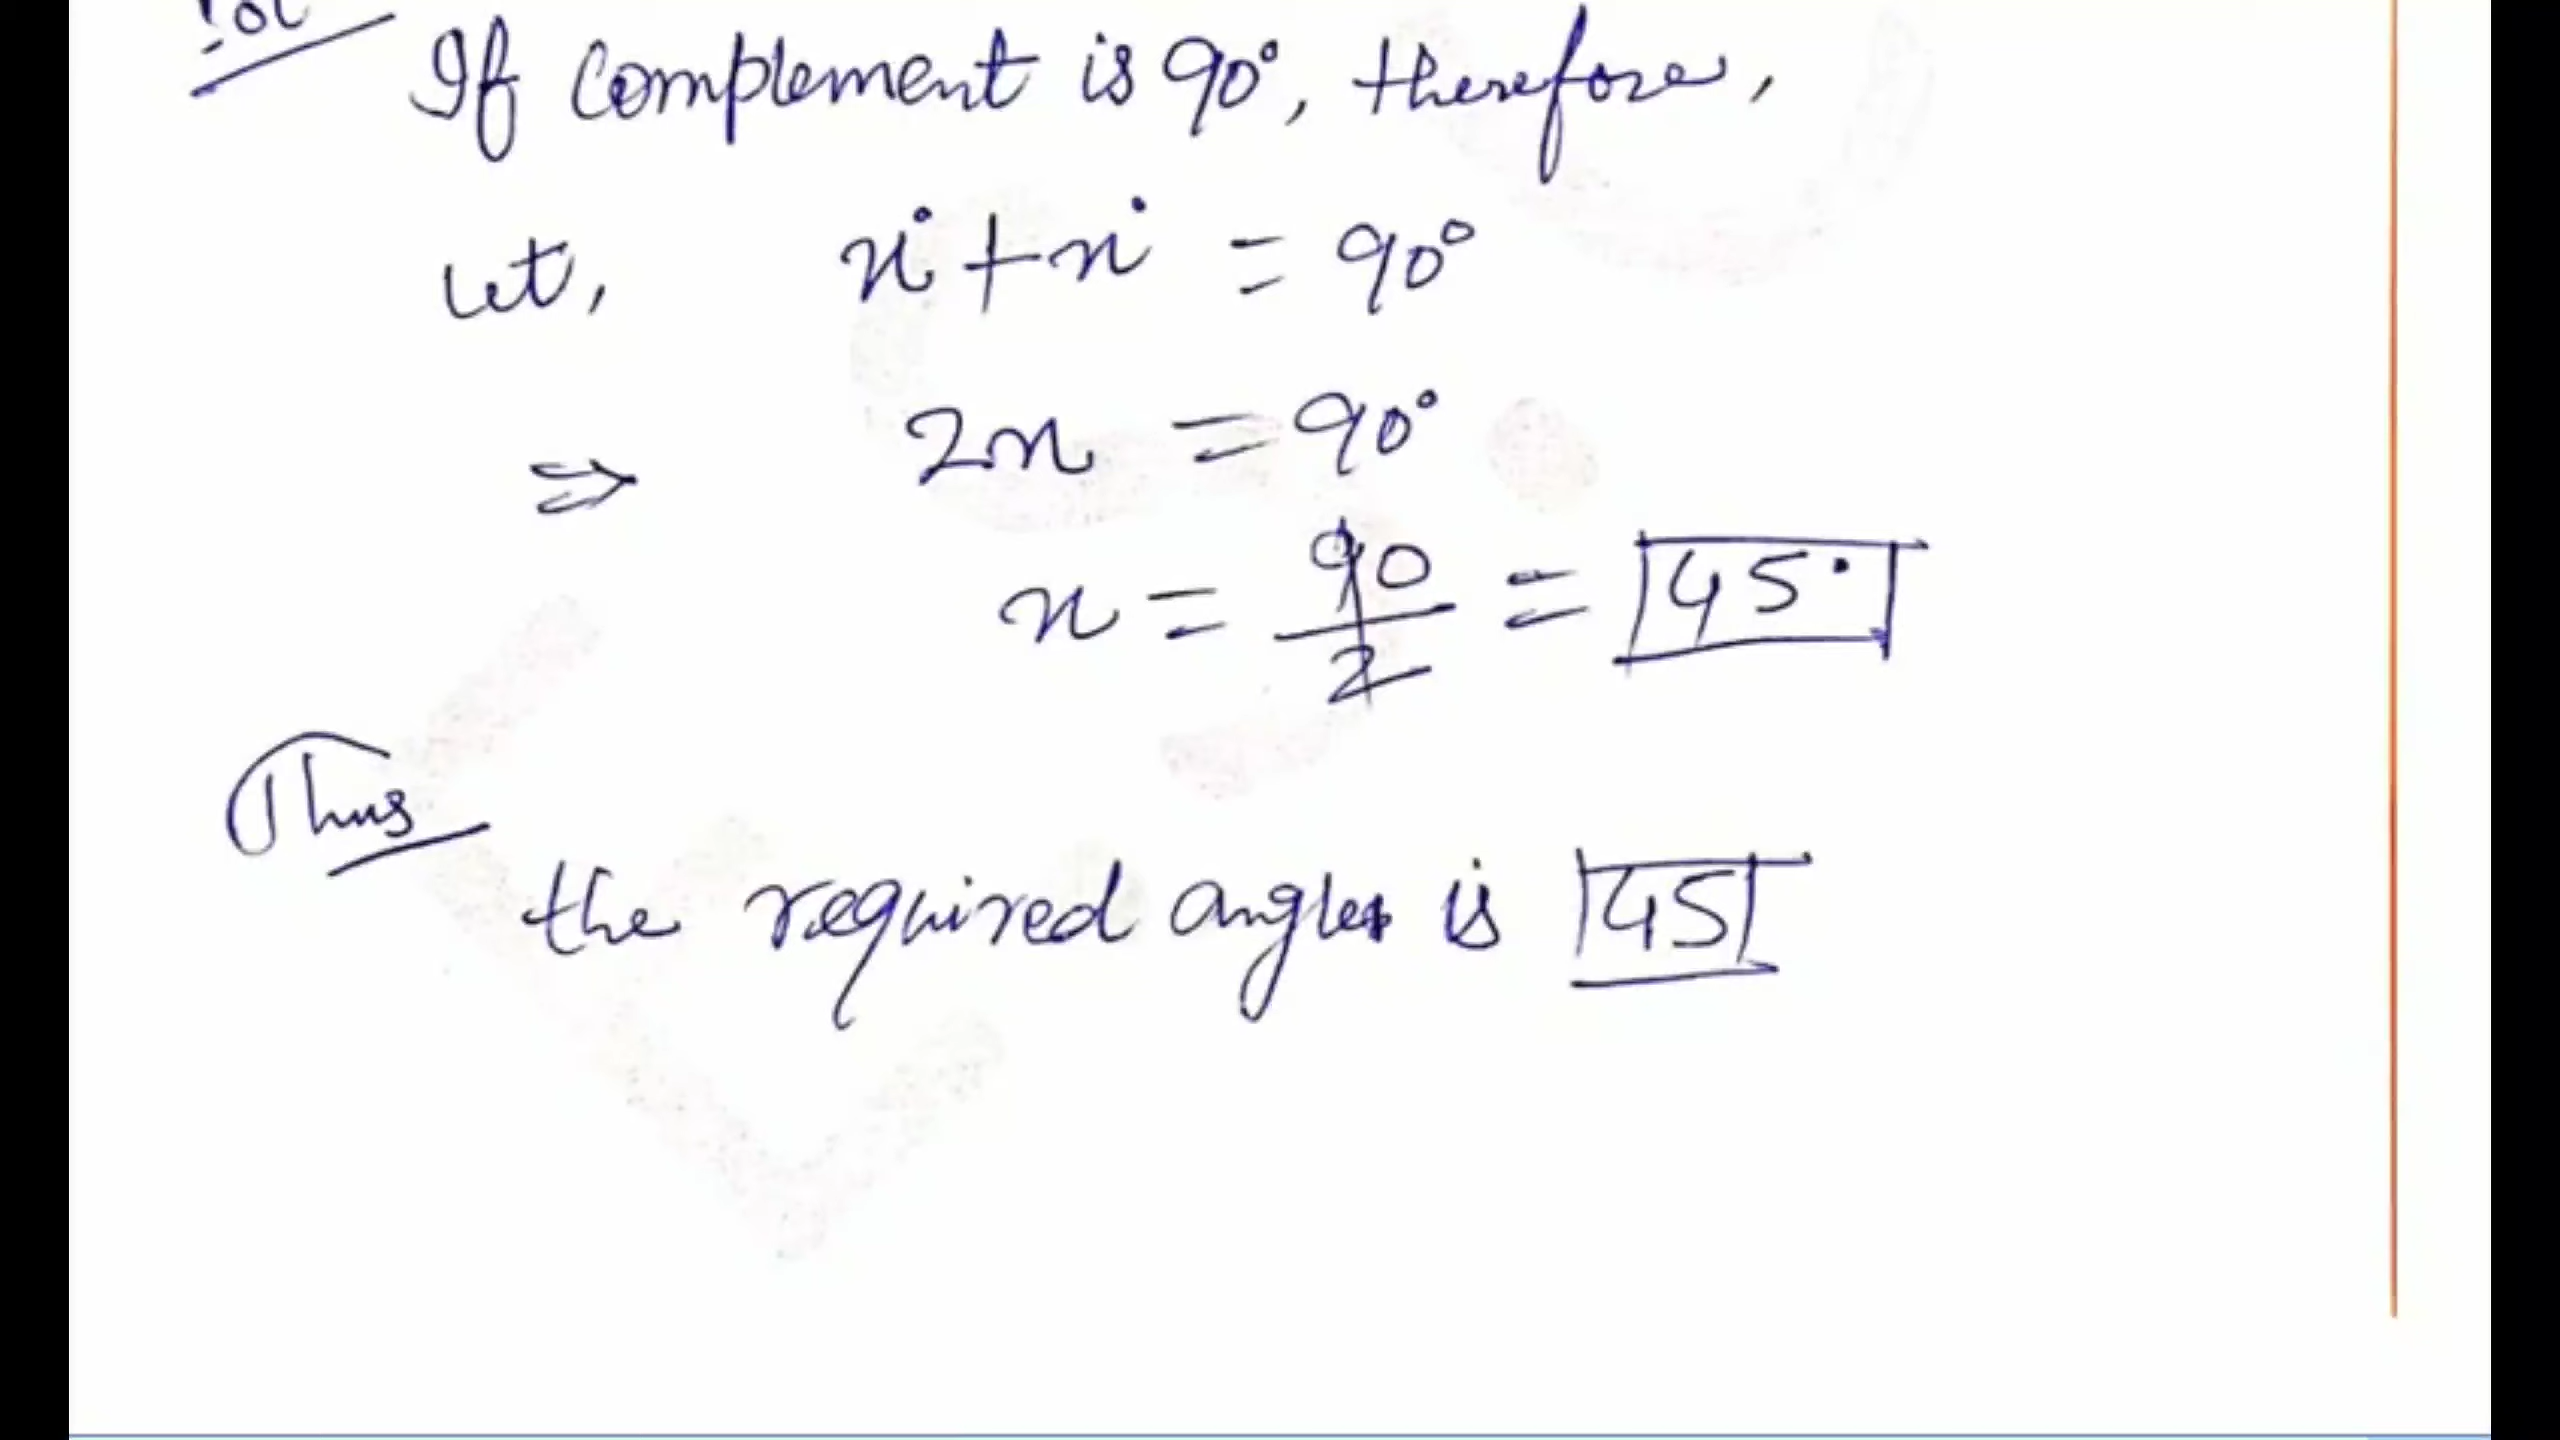 Sol
If complement is 90°, therefore,
let, x° + x° = 90°
⇒ 2x = 90°
x = 90/2 = 45°
Thus
the required angles is 45